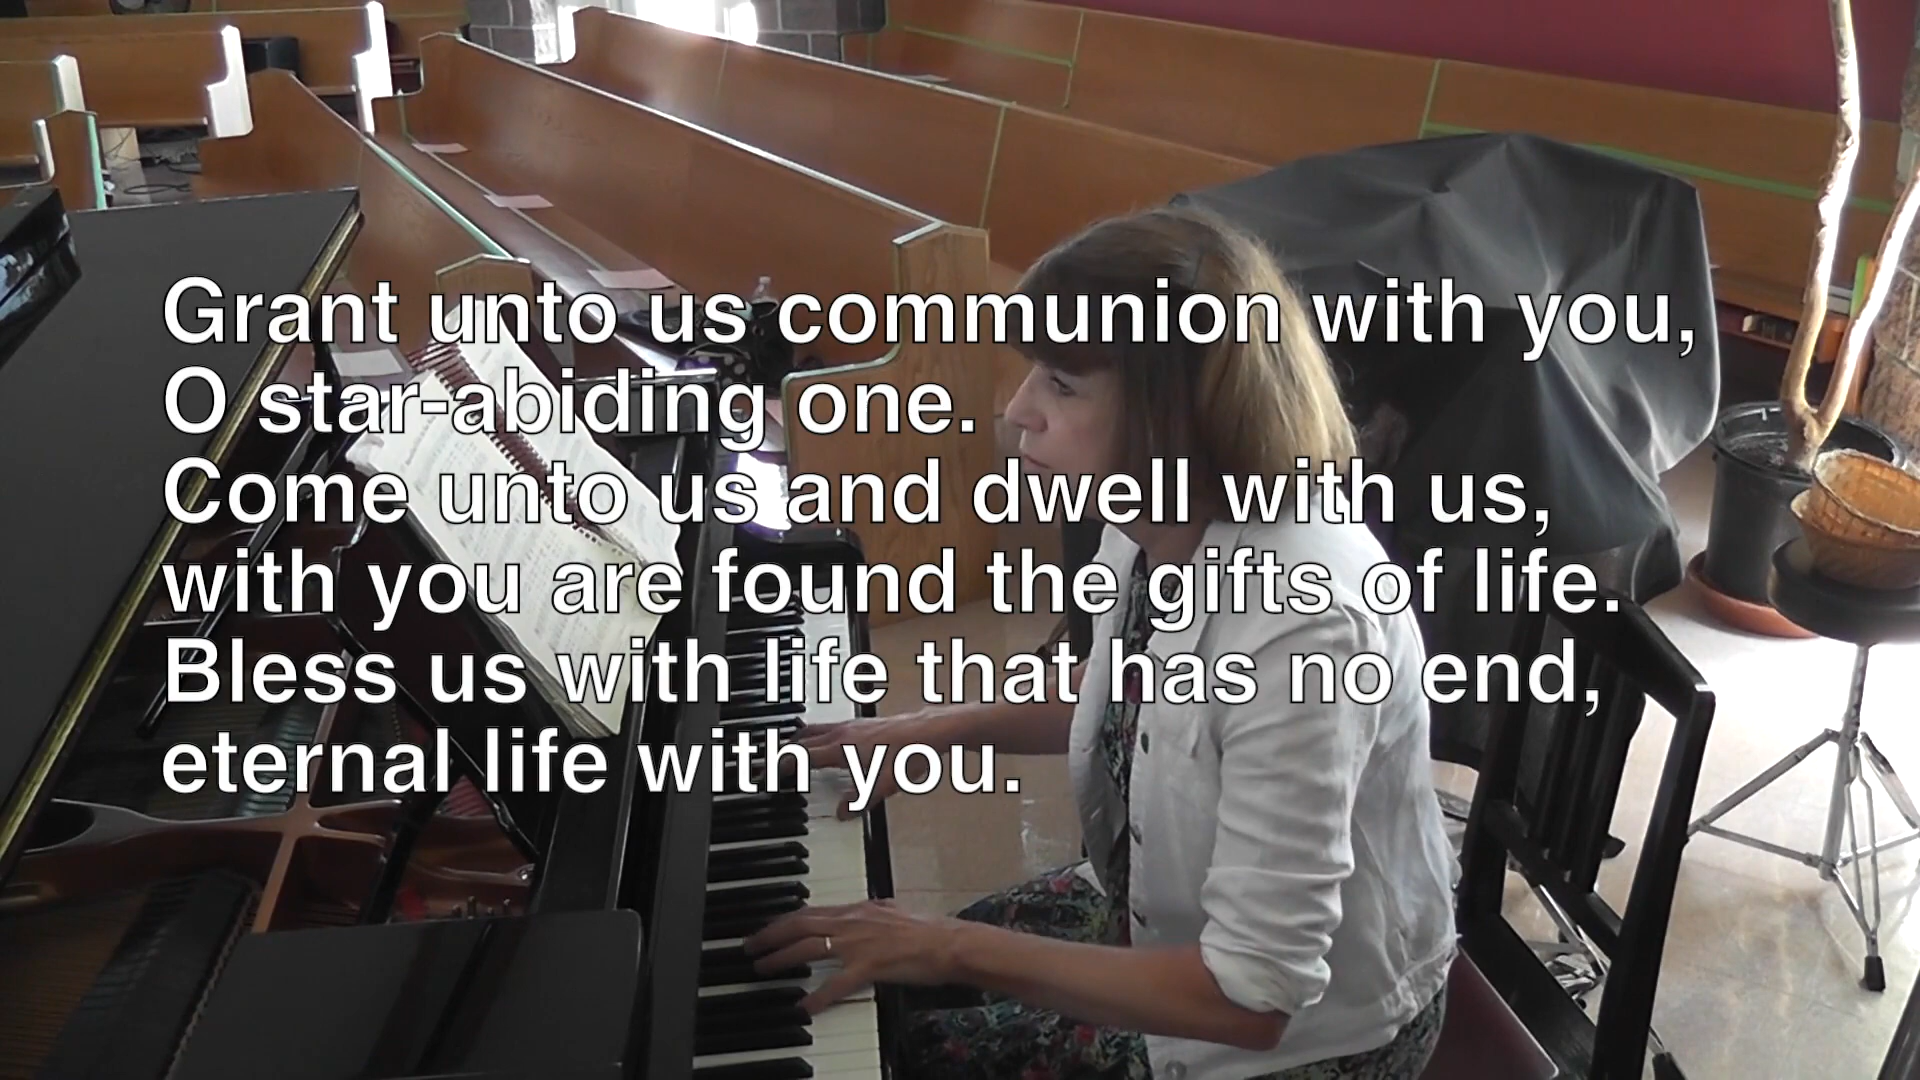 Grant unto us communion with you,
O star-abiding one.
Come unto us and dwell with us,
with you are found the gifts of life.
Bless us with life that has no end,
eternal life with you.